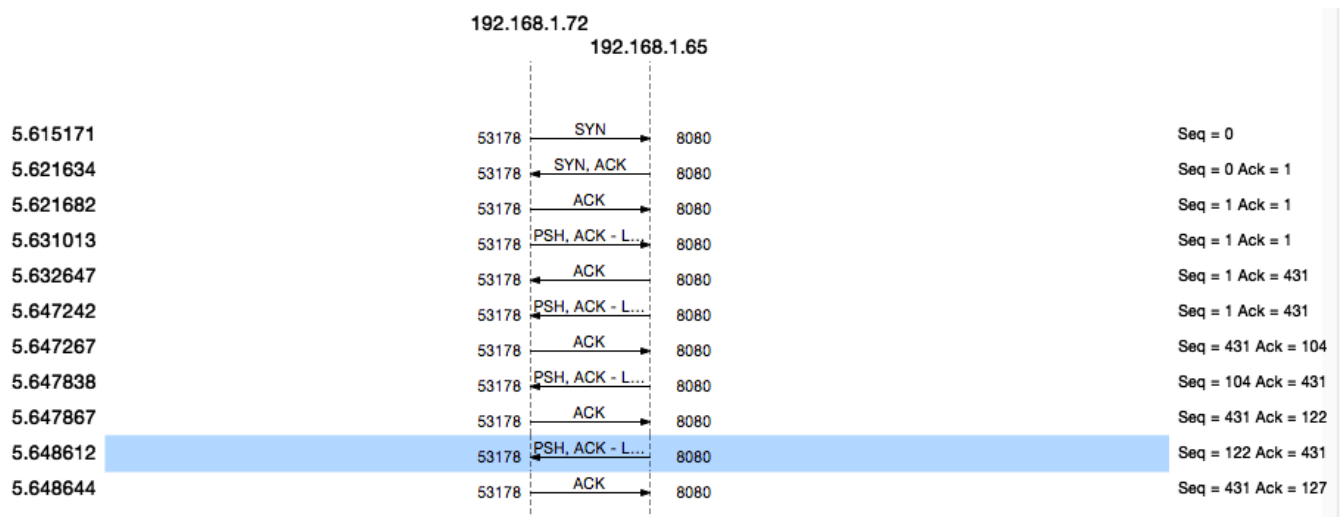 192.168.1.72
192.168.1.65
5.615171 53178 SYN 8080 Seq = 0
5.621634 53178 SYN, ACK 8080 Seq = 0 Ack = 1
5.621682 53178 ACK 8080 Seq = 1 Ack = 1
5.631013 53178 PSH, ACK - L... 8080 Seq = 1 Ack = 1
5.632647 53178 ACK 8080 Seq = 1 Ack = 431
5.647242 53178 PSH, ACK - L... 8080 Seq = 1 Ack = 431
5.647267 53178 ACK 8080 Seq = 431 Ack = 104
5.647838 53178 PSH, ACK - L... 8080 Seq = 104 Ack = 431
5.647867 53178 ACK 8080 Seq = 431 Ack = 122
5.648612 53178 PSH, ACK - L... 8080 Seq = 122 Ack = 431
5.648644 53178 ACK 8080 Seq = 431 Ack = 127